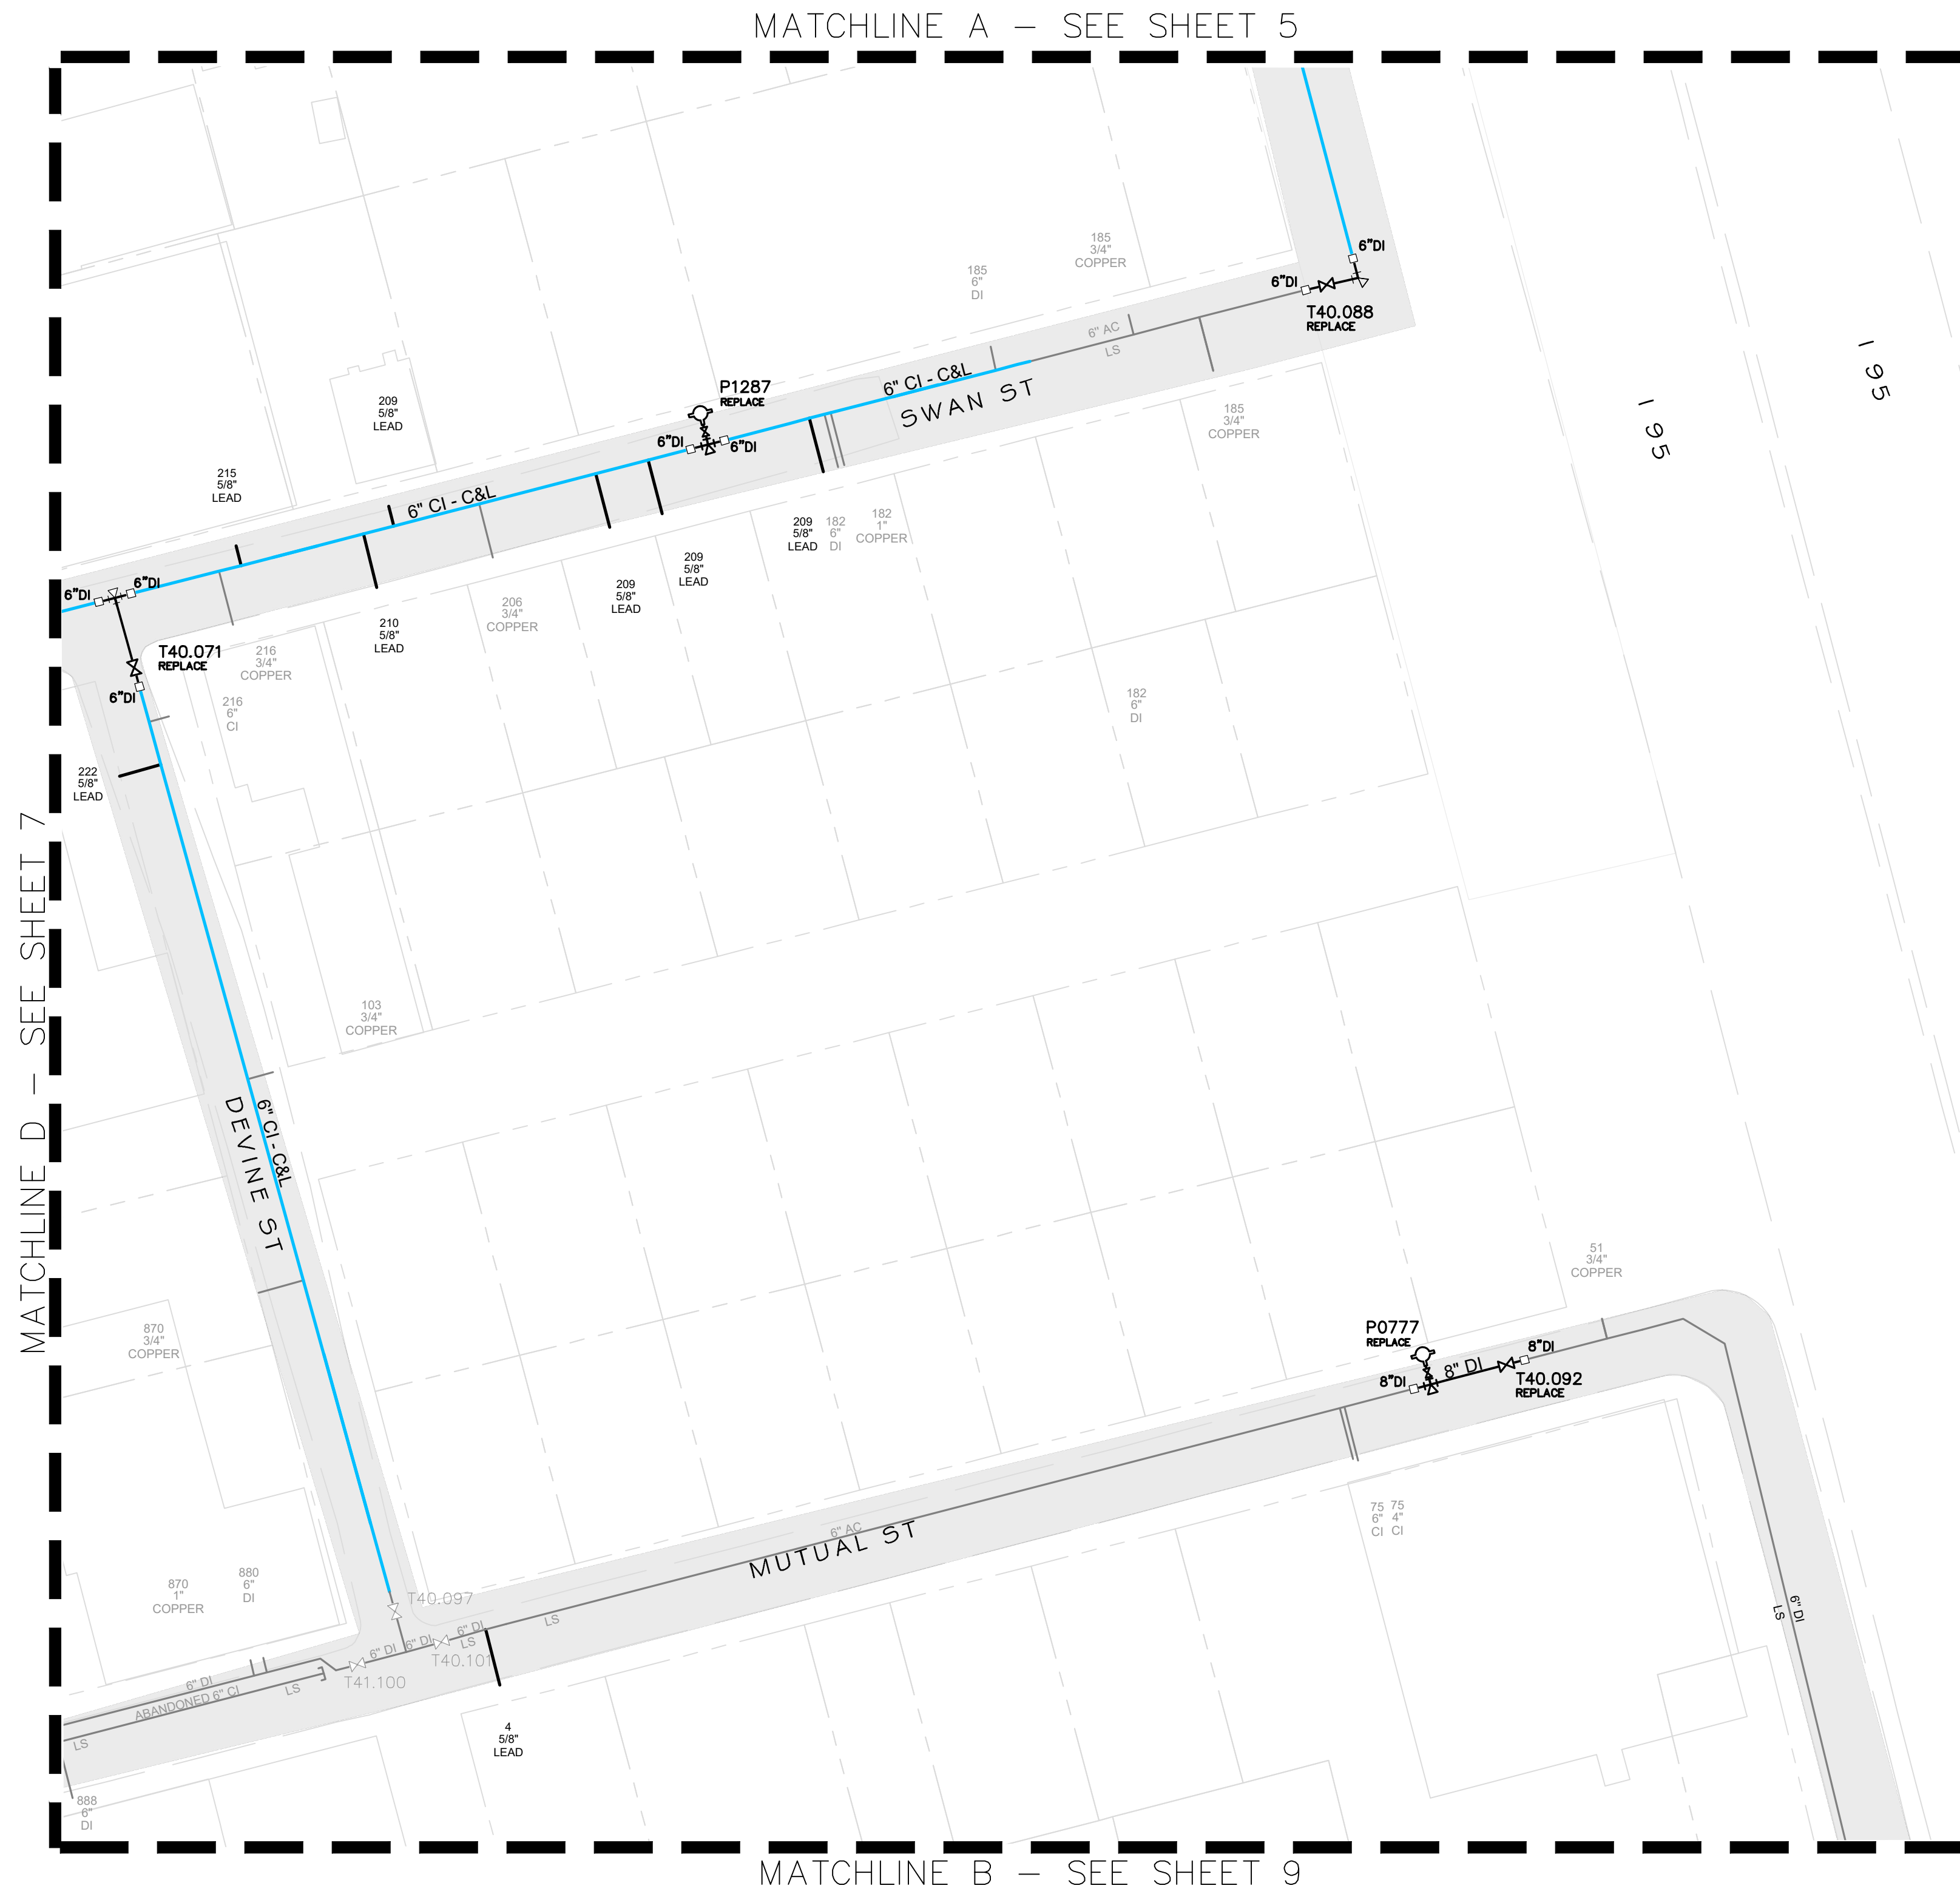 MATCHLINE A - SEE SHEET 5
185
3/4"
COPPER
6"DI
185
6"
DI
6"DI
T40.088
REPLACE
I 95
I 95
6" AC
LS
P1287
REPLACE
6" CI - C&L
SWAN ST
209
5/8"
LEAD
185
3/4"
COPPER
6"DI
6"DI
215
5/8"
LEAD
6" CI - C&L
209
5/8"
LEAD
182
6"
DI
182
1"
COPPER
209
5/8"
LEAD
209
5/8"
LEAD
6"DI
6"DI
206
3/4"
COPPER
210
5/8"
LEAD
T40.071
REPLACE
216
3/4"
COPPER
6"DI
216
6"
CI
182
6"
DI
222
5/8"
LEAD
MATCHLINE D - SEE SHEET 7
103
3/4"
COPPER
6" CI - C&L
DEVINE ST
51
3/4"
COPPER
870
3/4"
COPPER
P0777
REPLACE
8"DI
8" DI
8"DI
T40.092
REPLACE
75
6"
CI
75
4"
CI
6" AC
MUTUAL ST
880
6"
DI
870
1"
COPPER
T40.097
LS
6" DI
LS
6" DI
6" DI
6" DI
LS
T40.101
T41.100
6" DI
ABANDONED 6" CI
LS
LS
4
5/8"
LEAD
888
6"
DI
MATCHLINE B - SEE SHEET 9